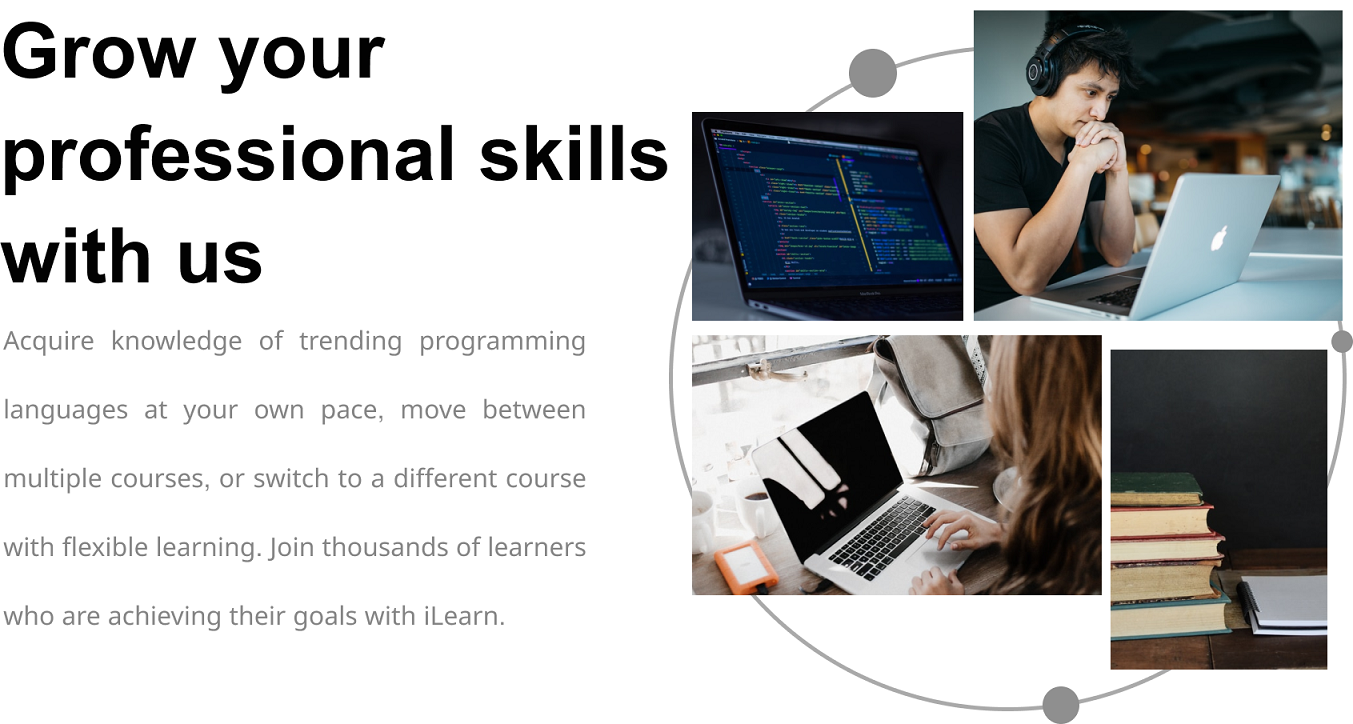 Grow your
professional skills
with us
Acquire knowledge of trending programming
languages at your own pace, move between
multiple courses, or switch to a different course
with flexible learning. Join thousands of learners
who are achieving their goals with iLearn.